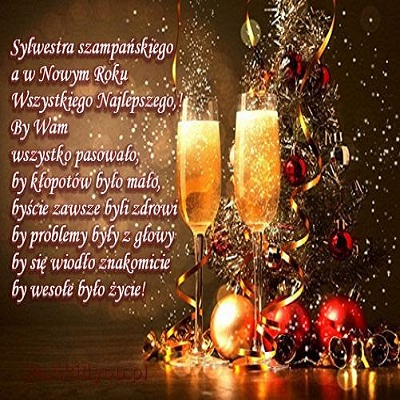 Sylwestra szampańskiego
a w Nowym Roku
Wszystkiego Najlepszego !
By Wam
wszystko pasowało,
by kłopotów było mało,
byście zawsze byli zdrowi
by problemy były z głowy
by się wiodło znakomicie
by wesołe było życie!